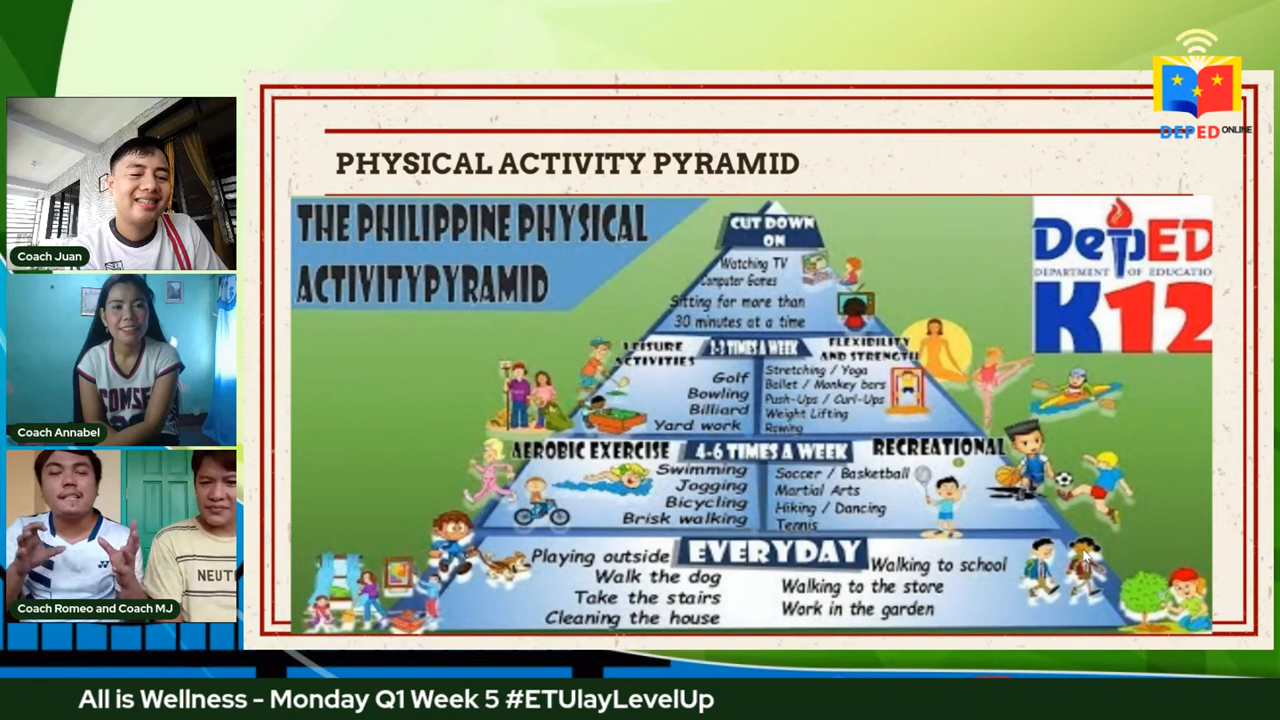 DEPED ONLINE
PHYSICAL ACTIVITY PYRAMID
THE PHILIPPINE PHYSICAL
ACTIVITY PYRAMID
DepED
DEPARTMENT OF EDUCATIO
K12
CUT DOWN
ON
Watching TV
Computer Games
Sitting for more than
30 minutes at a time
LEISURE
ACTIVITIES
2-3 TIMES A WEEK
FLEXIBILITY
AND STRENGTH
Golf
Bowling
Billiard
Yard work
Stretching / Yoga
Ballet / Monkey bars
Push-Ups / Curl-Ups
Weight Lifting
Rowing
AEROBIC EXERCISE
4-6 TIMES A WEEK
RECREATIONAL
Swimming
Jogging
Bicycling
Brisk walking
Soccer / Basketball
Martial Arts
Hiking / Dancing
Tennis
EVERYDAY
Playing outside
Walk the dog
Take the stairs
Cleaning the house
Walking to school
Walking to the store
Work in the garden
Coach Juan
Coach Annabel
Coach Romeo and Coach MJ
All is Wellness - Monday Q1 Week 5 #ETUlayLevelUp